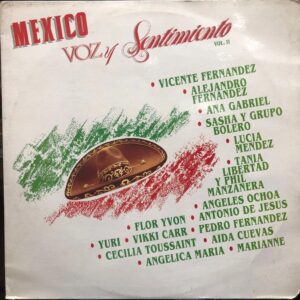 MEXICO
VOZ y Sentimiento
VOL. II
• VICENTE FERNANDEZ
• ALEJANDRO
FERNANDEZ
• ANA GABRIEL
• SASHA Y GRUPO
BOLERO
• LUCIA
MENDEZ
• TANIA
LIBERTAD
Y PHIL
MANZANERA
• ANGELES OCHOA
• FLOR YVON • ANTONIO DE JESUS
• YURI • VIKKI CARR • PEDRO FERNANDEZ
• CECILIA TOUSSAINT • AIDA CUEVAS
• ANGELICA MARIA • MARIANNE